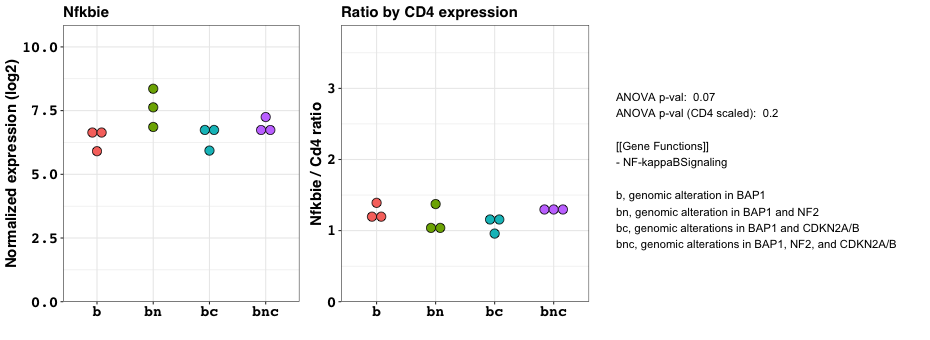 Nfkbie
Normalized expression (log2)
10.0
7.5
5.0
2.5
0.0
b bn bc bnc
Ratio by CD4 expression
Nfkbie / Cd4 ratio
3
2
1
0
b bn bc bnc
ANOVA p-val: 0.07
ANOVA p-val (CD4 scaled): 0.2
[[Gene Functions]]
- NF-kappaBSignaling
b, genomic alteration in BAP1
bn, genomic alteration in BAP1 and NF2
bc, genomic alterations in BAP1 and CDKN2A/B
bnc, genomic alterations in BAP1, NF2, and CDKN2A/B